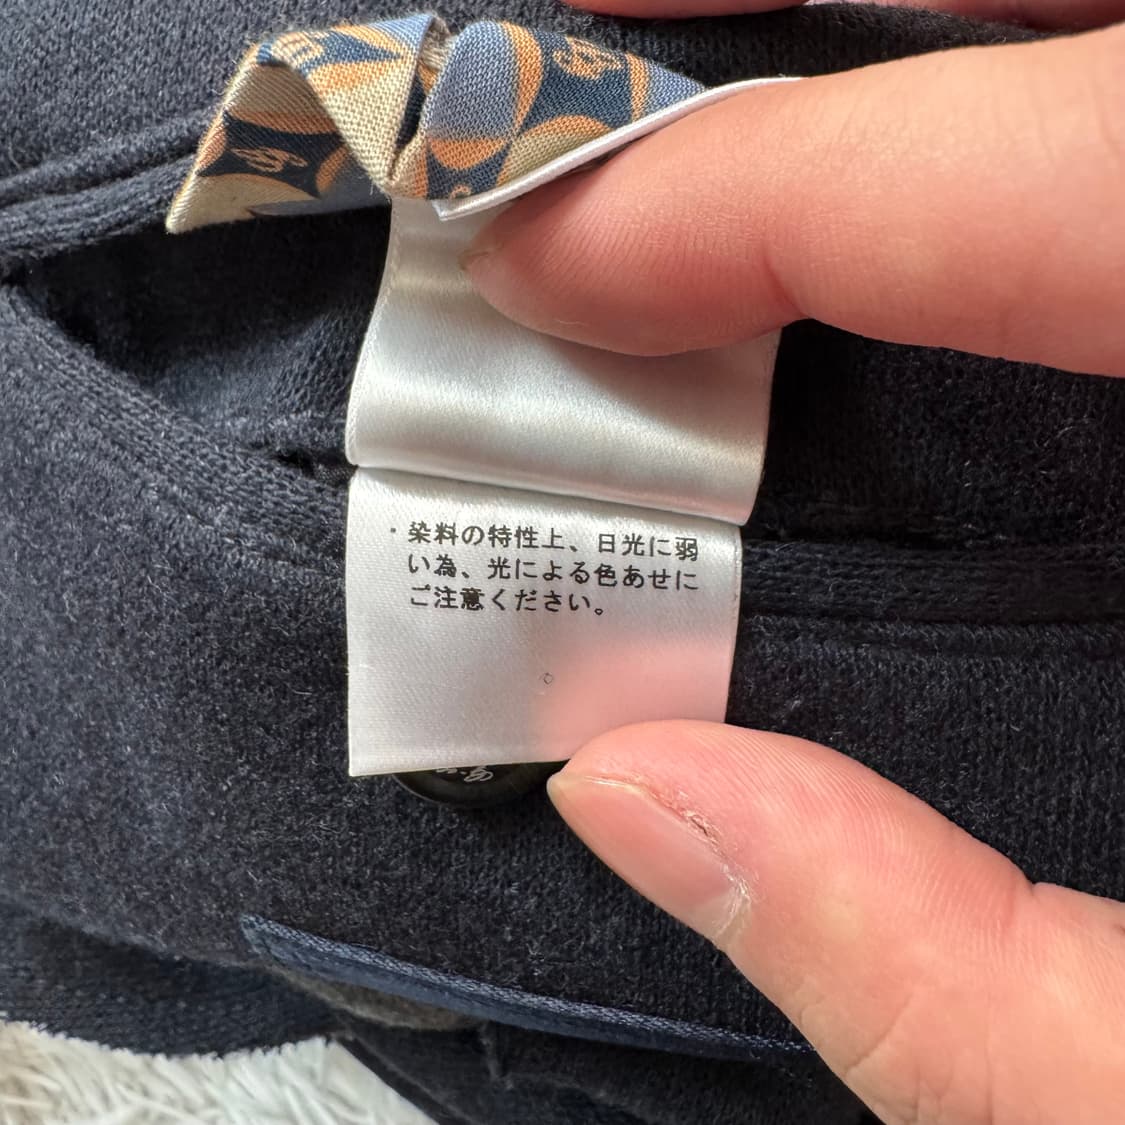 ・染料の特性上、日光に弱
い為、光による色あせに
ご注意ください。